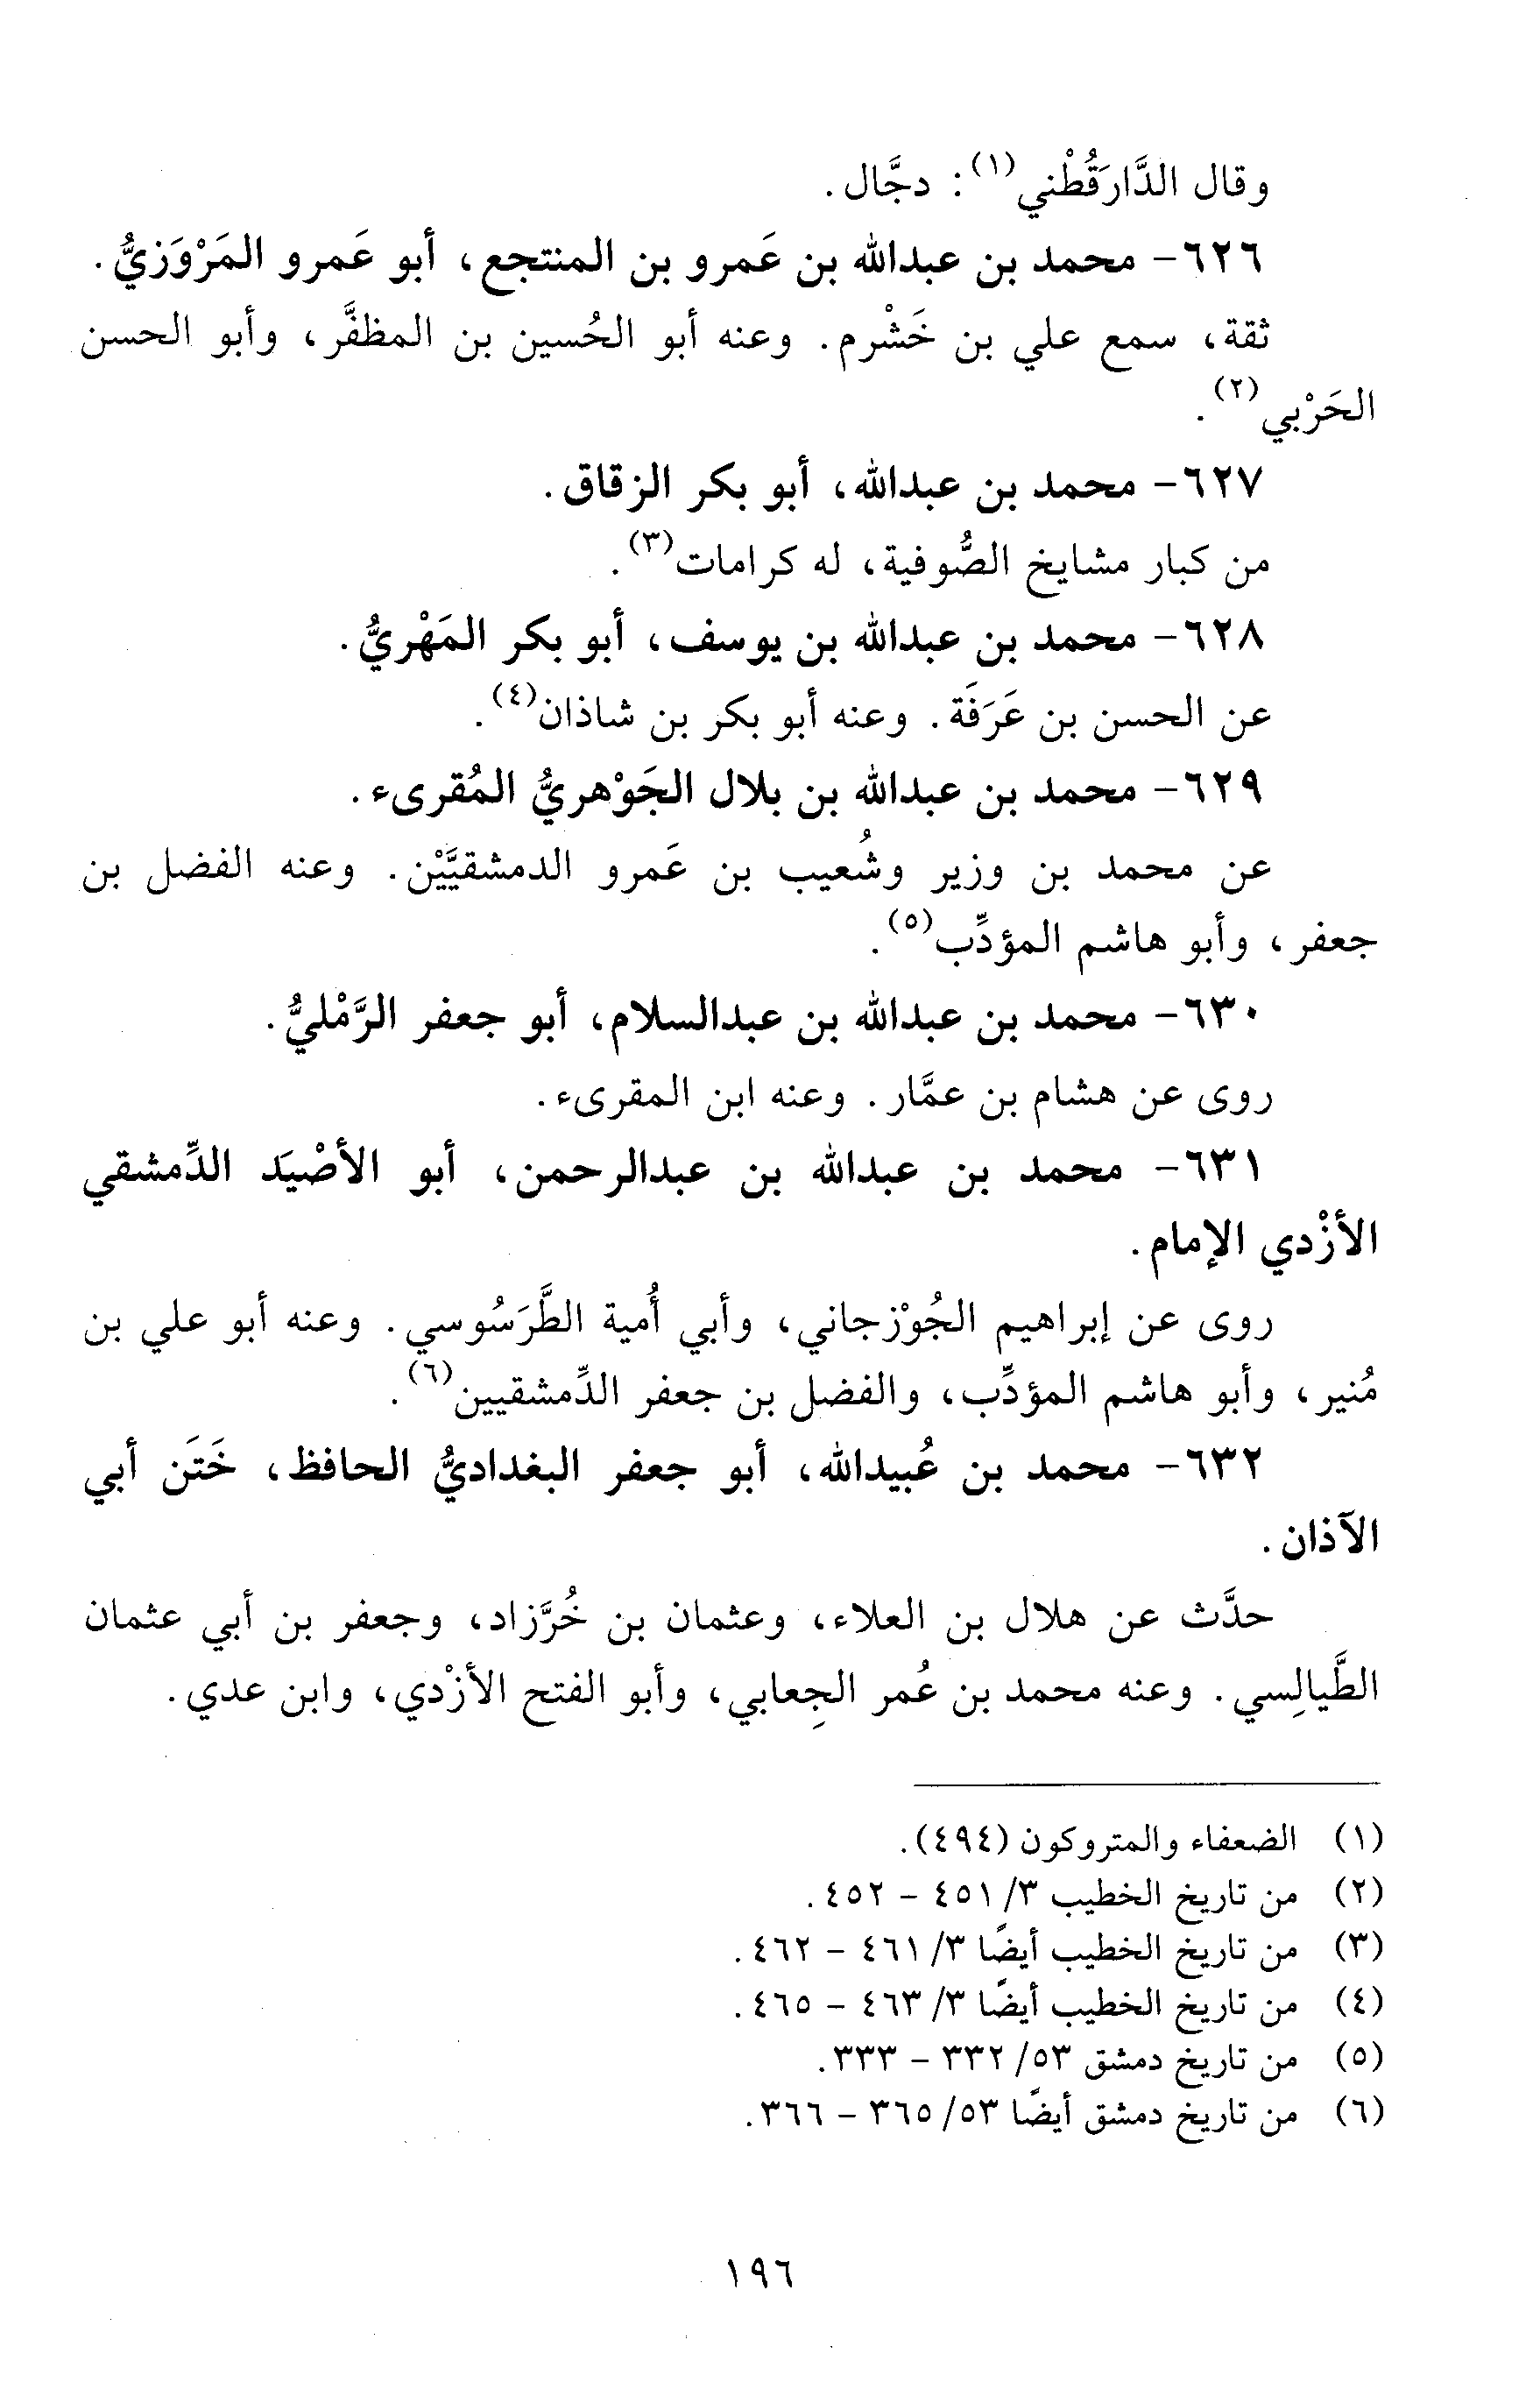 وقال الدَّارَقُطْني(١): دجَّال.
٦٢٦- محمد بن عبدالله بن عَمرو بن المنتجع، أبو عَمرو المَرْوَزيُّ.
ثقة، سمع علي بن خَشْرم. وعنه أبو الحُسين بن المظفَّر، وأبو الحسن
الحَرْبي(٢).
٦٢٧- محمد بن عبدالله، أبو بكر الزقاق.
من كبار مشايخ الصُّوفية، له كرامات(٣).
٦٢٨- محمد بن عبدالله بن يوسف، أبو بكر المَهْريُّ.
عن الحسن بن عَرَفَة. وعنه أبو بكر بن شاذان(٤).
٦٢٩- محمد بن عبدالله بن بلال الجَوْهريُّ المُقرىء.
عن محمد بن وزير وشُعيب بن عَمرو الدمشقيَّيْن. وعنه الفضل بن
جعفر، وأبو هاشم المؤدِّب(٥).
٦٣٠- محمد بن عبدالله بن عبدالسلام، أبو جعفر الرَّمْليُّ.
روى عن هشام بن عمَّار. وعنه ابن المقرىء.
٦٣١- محمد بن عبدالله بن عبدالرحمن، أبو الأصْيَد الدِّمشقي
الأزْدي الإمام.
روى عن إبراهيم الجُوْزجاني، وأبي أُمية الطَّرَسُوسي. وعنه أبو علي بن
مُنير، وأبو هاشم المؤدِّب، والفضل بن جعفر الدِّمشقيين(٦).
٦٣٢- محمد بن عُبيدالله، أبو جعفر البغداديُّ الحافظ، خَتَن أبي
الآذان.
حدَّث عن هلال بن العلاء، وعثمان بن خُرَّزاد، وجعفر بن أبي عثمان
الطَّيالِسي. وعنه محمد بن عُمر الجِعابي، وأبو الفتح الأزْدي، وابن عدي.
(١) الضعفاء والمتروكون (٤٩٤).
(٢) من تاريخ الخطيب ٣/ ٤٥١ - ٤٥٢.
(٣) من تاريخ الخطيب أيضًا ٣/ ٤٦١ - ٤٦٢.
(٤) من تاريخ الخطيب أيضًا ٣/ ٤٦٣ - ٤٦٥.
(٥) من تاريخ دمشق ٥٣/ ٣٣٢ - ٣٣٣.
(٦) من تاريخ دمشق أيضًا ٥٣/ ٣٦٥ - ٣٦٦.
١٩٦